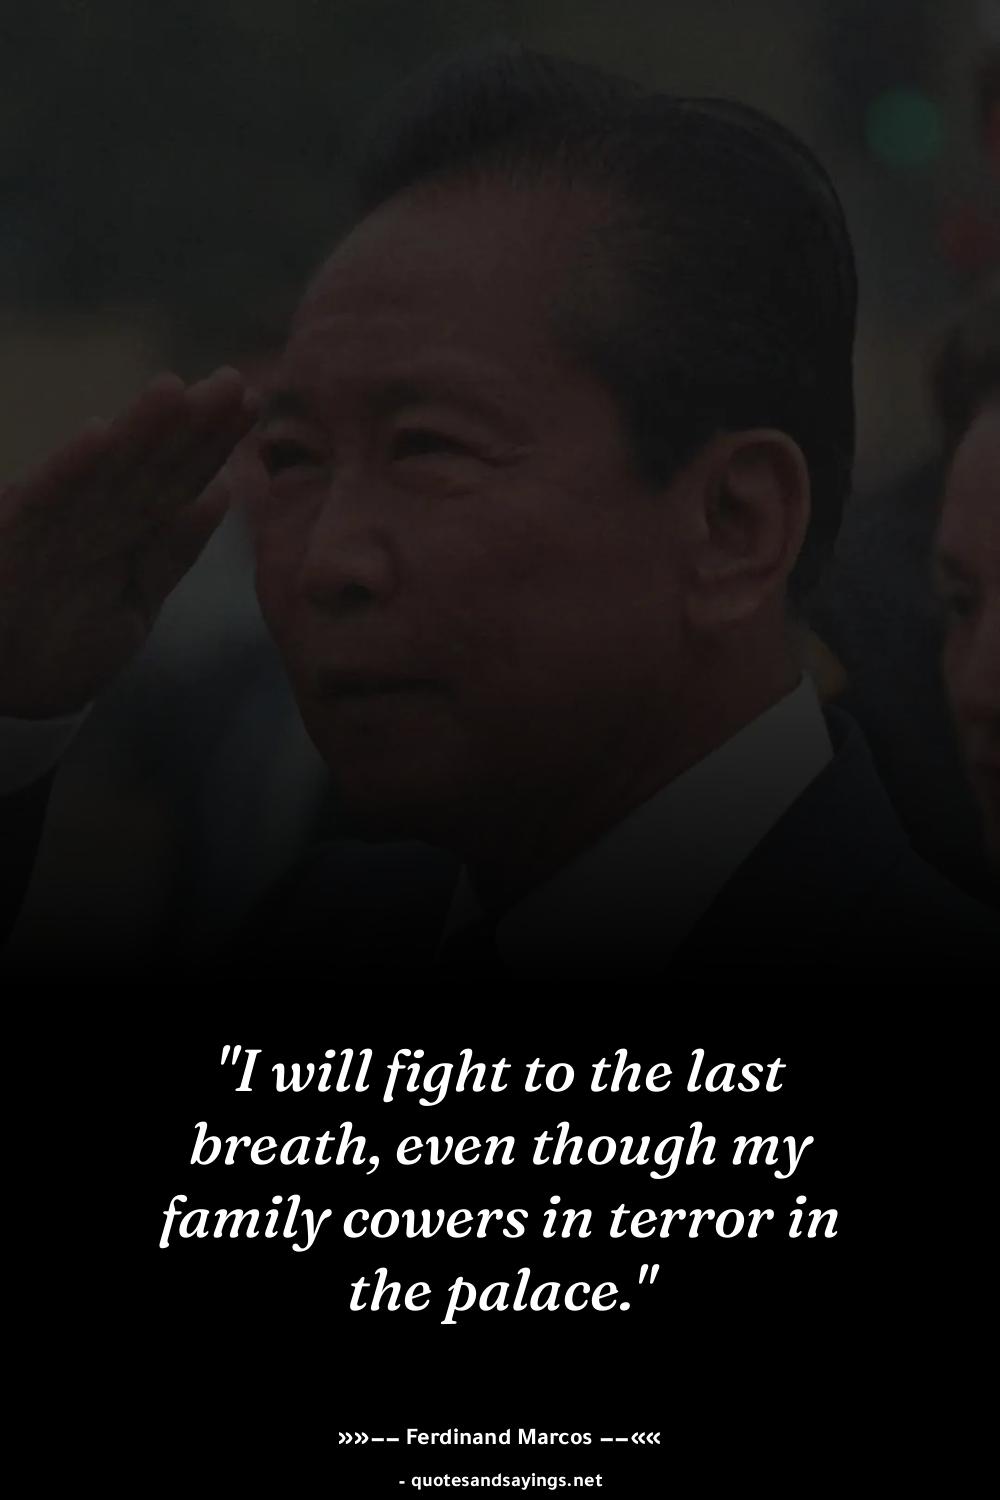 "I will fight to the last
breath, even though my
family cowers in terror in
the palace."
»»–– Ferdinand Marcos ––««
- quotesandsayings.net